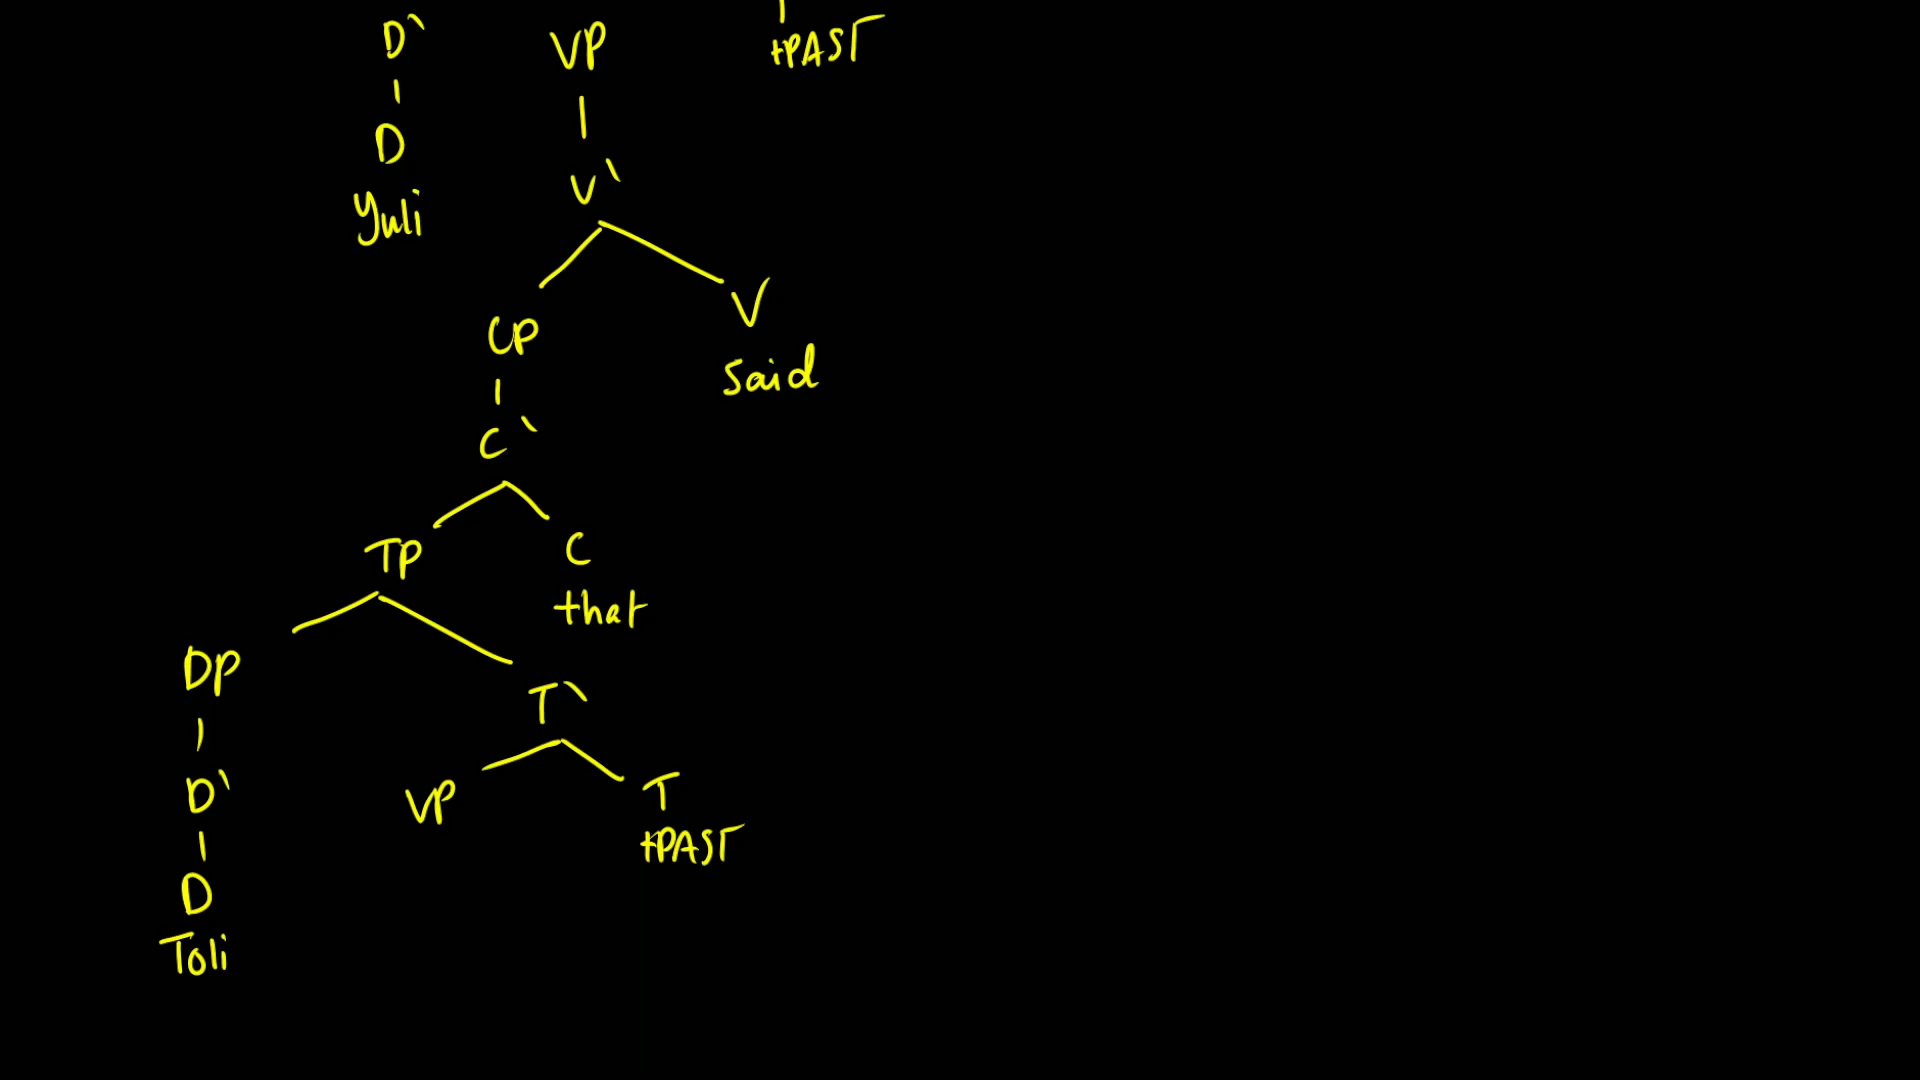 D` VP +PAST
D V`
Yuli
CP V
said
C`
TP C
that
DP T`
D` VP T
+PAST
D
Toli